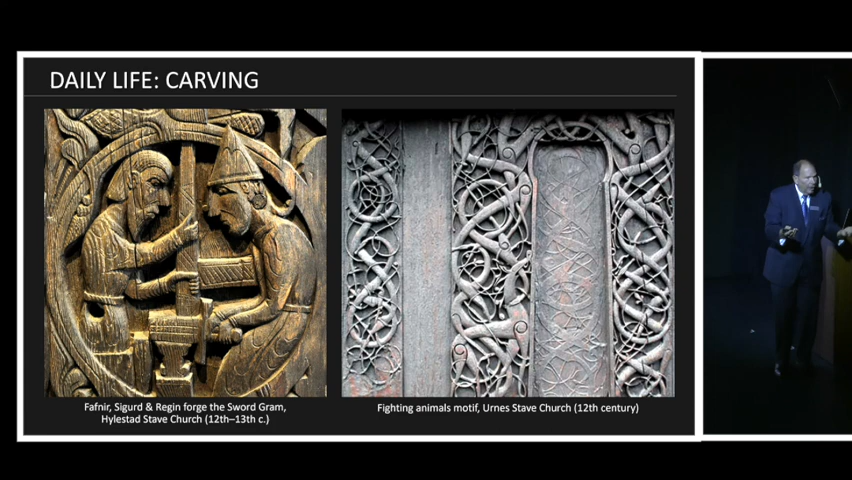 DAILY LIFE: CARVING
Fafnir, Sigurd & Regin forge the Sword Gram,
Hylestad Stave Church (12th–13th c.)
Fighting animals motif, Urnes Stave Church (12th century)